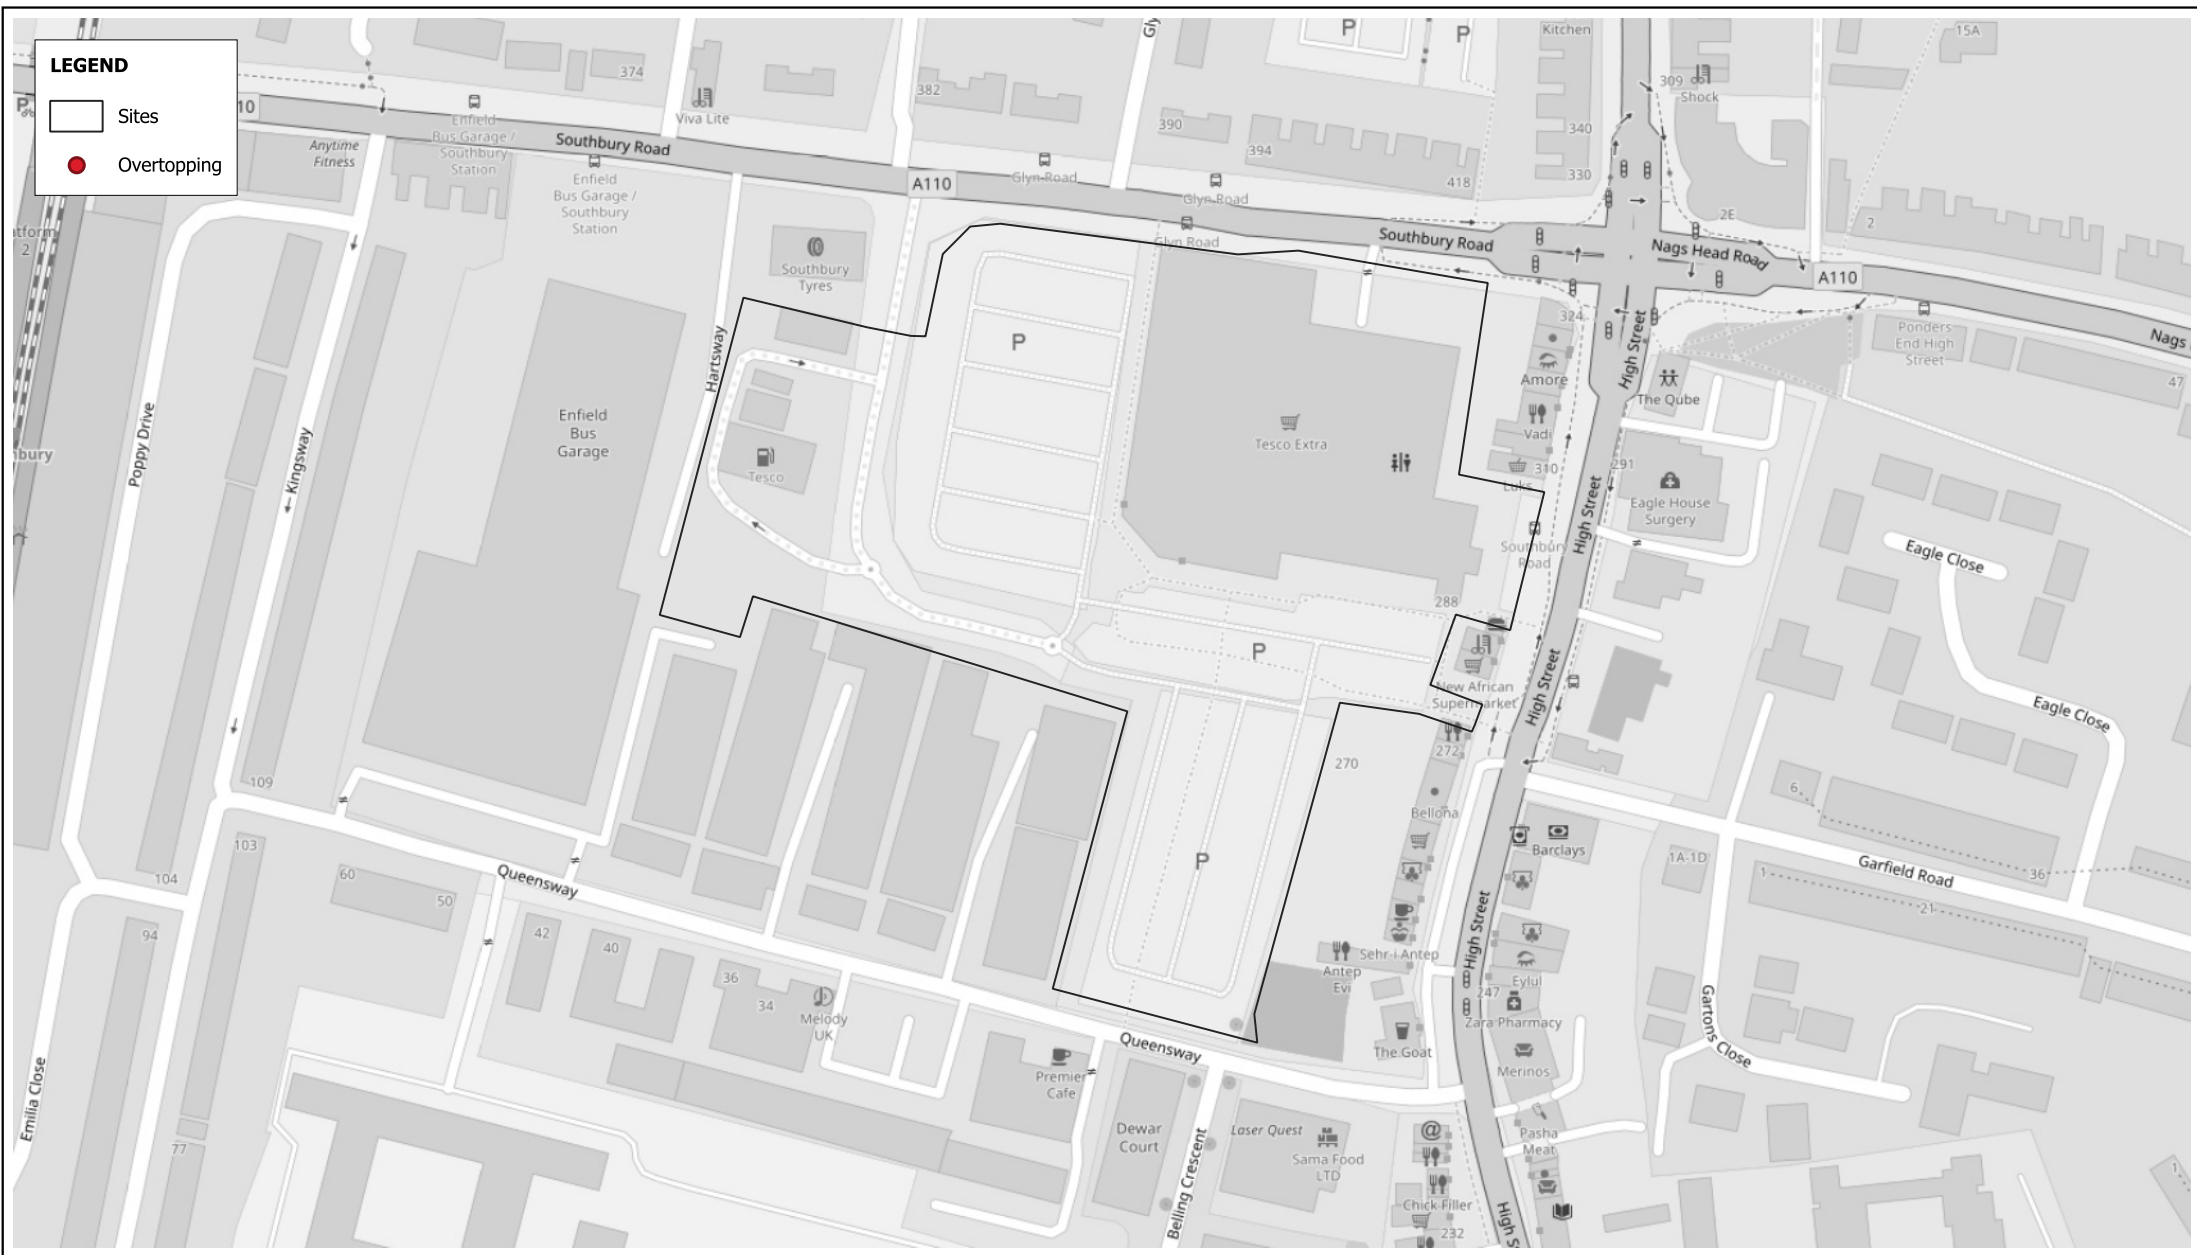 LEGEND
Sites
Overtopping
10
374
Viva Lite
382
390
394
418
Kitchen
340
330
309
Shock
15A
2E
2
P
P
P
Anytime
Fitness
Enfield
Bus Garage /
Southbury
Station
Southbury Road
Enfield
Bus Garage /
Southbury
Station
A110
Glyn Road
Glyn Road
Glyn Road
Southbury Road
Nags Head Road
A110
Ponders
End High
Street
47
2
Southbury
Tyres
Hartsway
P
Tesco Extra
324
Amore
Vadi
310
Luks
High Street
The Qube
291
Eagle House
Surgery
Eagle Close
Eagle Close
Enfield
Bus
Garage
Tesco
Poppy Drive
Kingsway
High Street
Southbury
Road
288
P
New African
Supermarket
High Street
272
270
Bellona
Barclays
6
1A-1D
1
Garfield Road
36
21
109
103
104
60
50
Queensway
P
94
42
40
36
34
Melody
UK
High Street
Sehr-i Antep
Antep
Evi
Eylul
247
Zara Pharmacy
The Goat
Merinos
Gartons Close
Queensway
Premier
Cafe
Emilia Close
77
Dewar
Court
Belling Crescent
Laser Quest
Sama Food
LTD
@
Pasha
Meat
Chick Filler
232